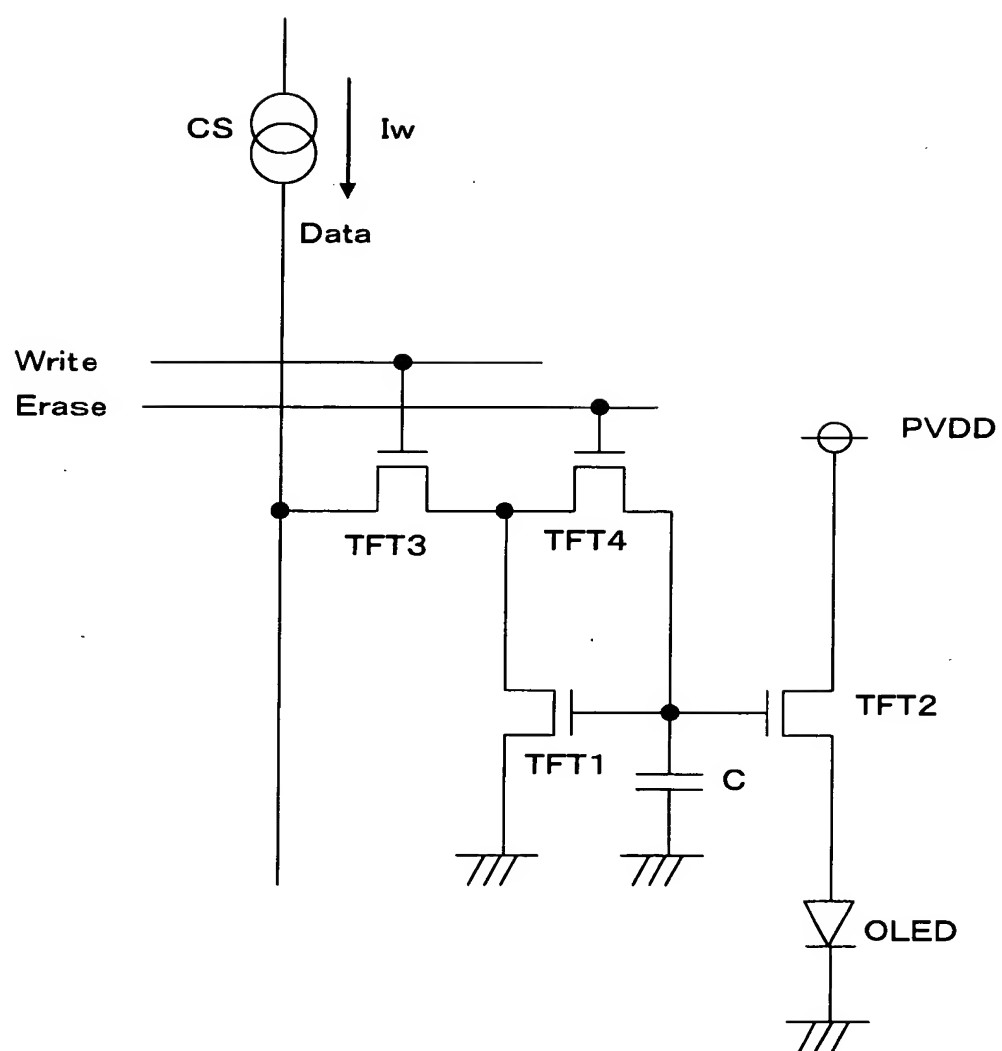 CS
Iw
Data
Write
Erase
PVDD
TFT3
TFT4
TFT2
TFT1
C
OLED